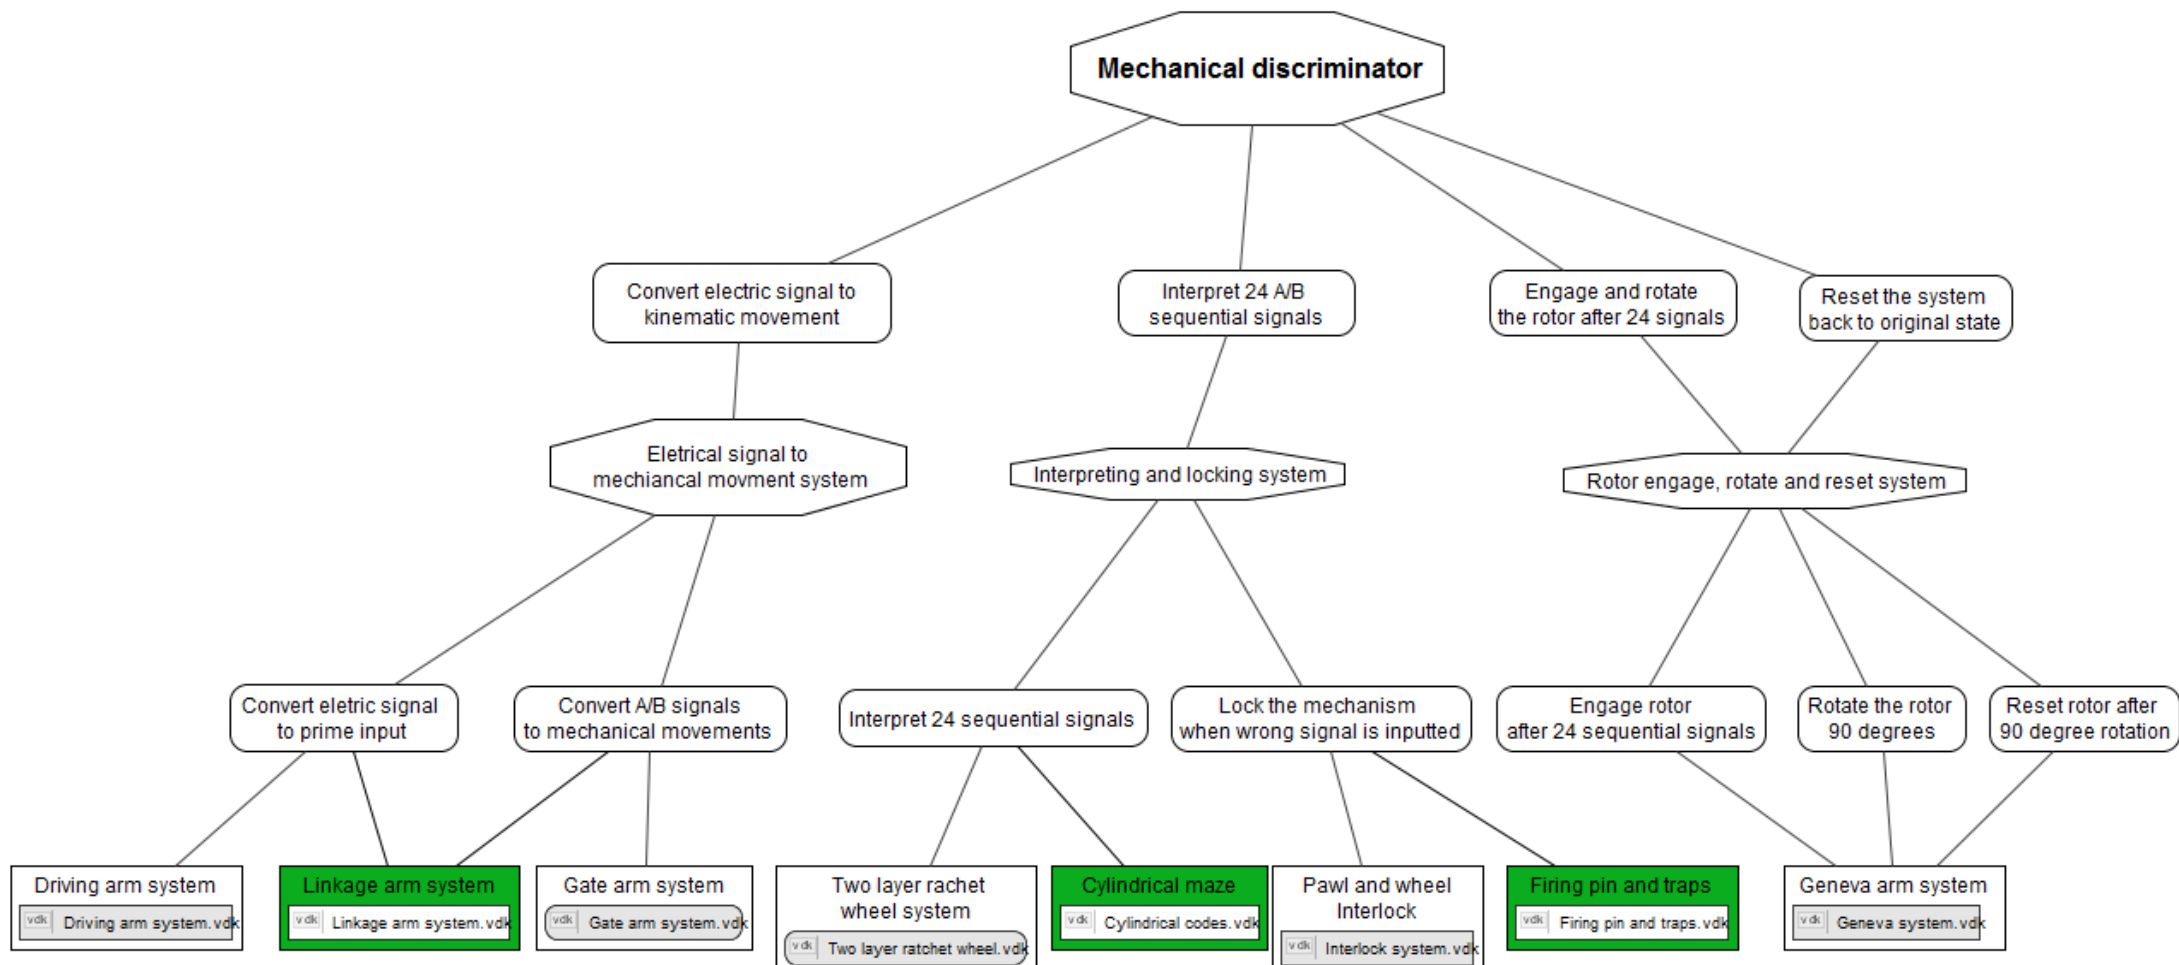 Mechanical discriminator
Convert electric signal to
kinematic movement
Interpret 24 A/B
sequential signals
Engage and rotate
the rotor after 24 signals
Reset the system
back to original state
Eletrical signal to
mechiancal movment system
Interpreting and locking system
Rotor engage, rotate and reset system
Convert eletric signal
to prime input
Convert A/B signals
to mechanical movements
Interpret 24 sequential signals
Lock the mechanism
when wrong signal is inputted
Engage rotor
after 24 sequential signals
Rotate the rotor
90 degrees
Reset rotor after
90 degree rotation
Driving arm system
vdk Driving arm system.vdk
Linkage arm system
vdk Linkage arm system.vdk
Gate arm system
vdk Gate arm system.vdk
Two layer rachet
wheel system
vdk Two layer ratchet wheel.vdk
Cylindrical maze
vdk Cylindrical codes.vdk
Pawl and wheel
Interlock
vdk Interlock system.vdk
Firing pin and traps
vdk Firing pin and traps.vdk
Geneva arm system
vdk Geneva system.vdk